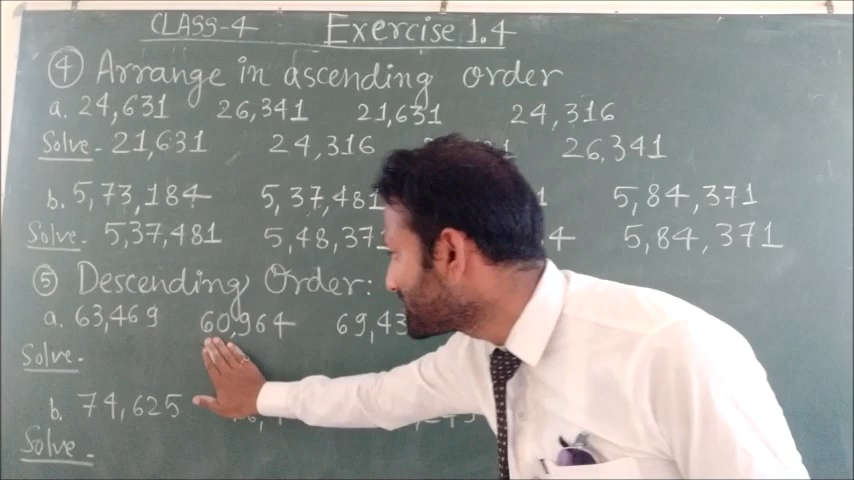 CLASS-4 Exercise 1.4
④ Arrange in ascending order
a. 24,631 26,341 21,631 24,316
Solve- 21,631 24,316 26,341
b. 5,73,184 5,37,481 5,84,371
Solve- 5,37,481 5,48,371 5,84,371
⑤ Descending Order:
a. 63,469 60,964 69,43
Solve-
b. 74,625
Solve-